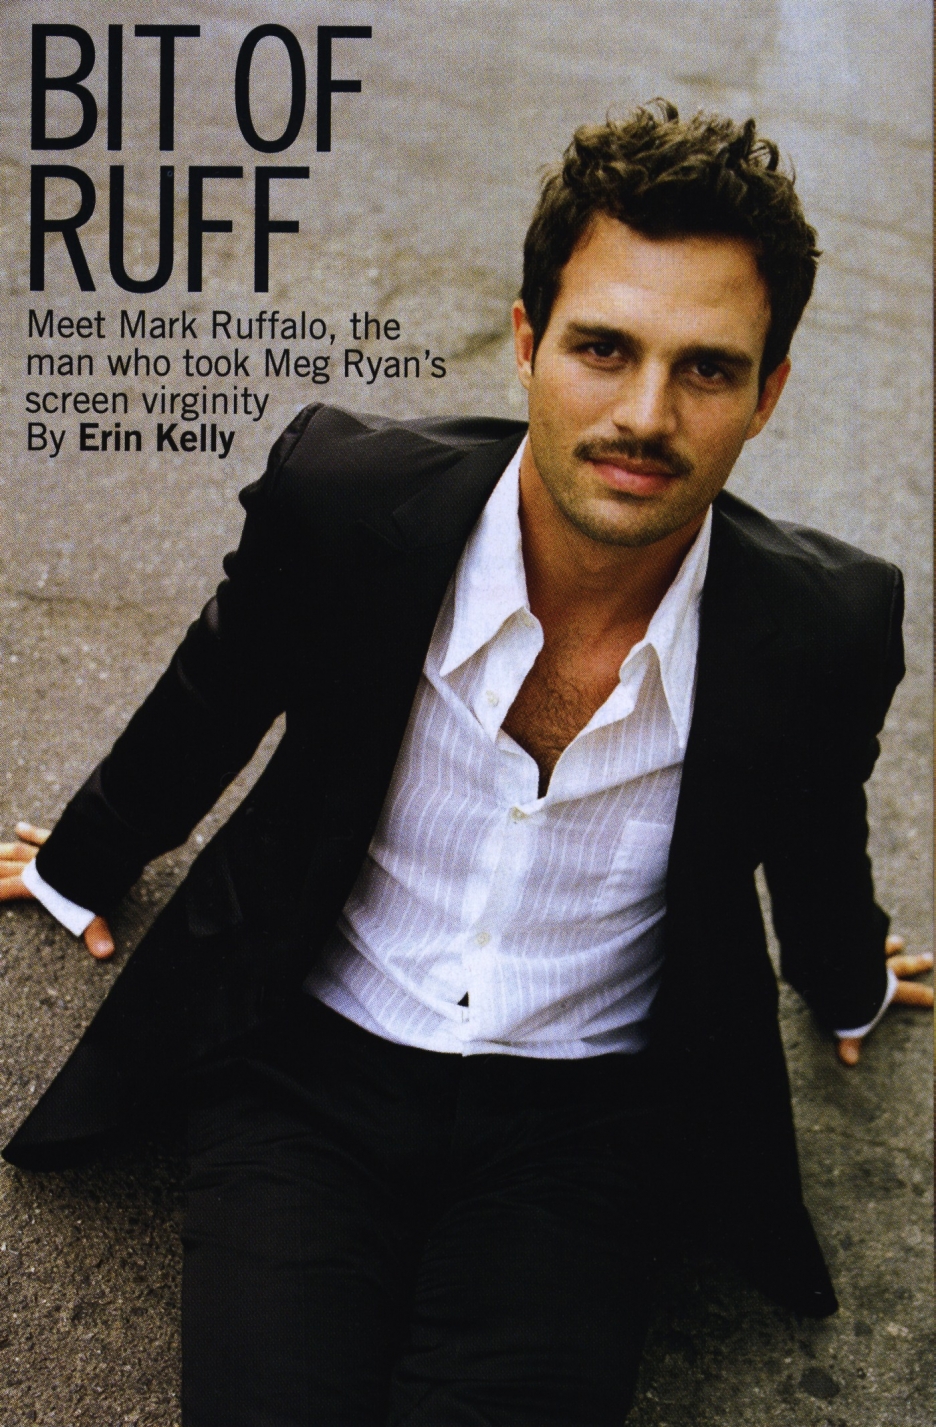 BIT OF
RUFF
Meet Mark Ruffalo, the
man who took Meg Ryan’s
screen virginity
By Erin Kelly